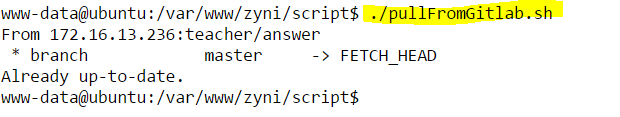 www-data@ubuntu:/var/www/zyni/script$ ./pullFromGitlab.sh
From 172.16.13.236:teacher/answer
 * branch            master     -> FETCH_HEAD
Already up-to-date.
www-data@ubuntu:/var/www/zyni/script$